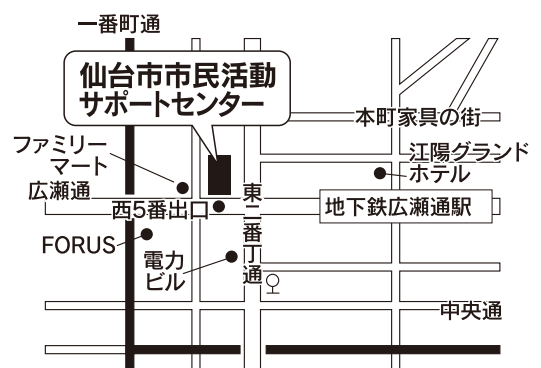 一番町通
仙台市市民活動
サポートセンター
本町家具の街
ファミリー
マート
江陽グランド
ホテル
広瀬通
西5番出口
東二番丁通
地下鉄広瀬通駅
FORUS
電力
ビル
中央通